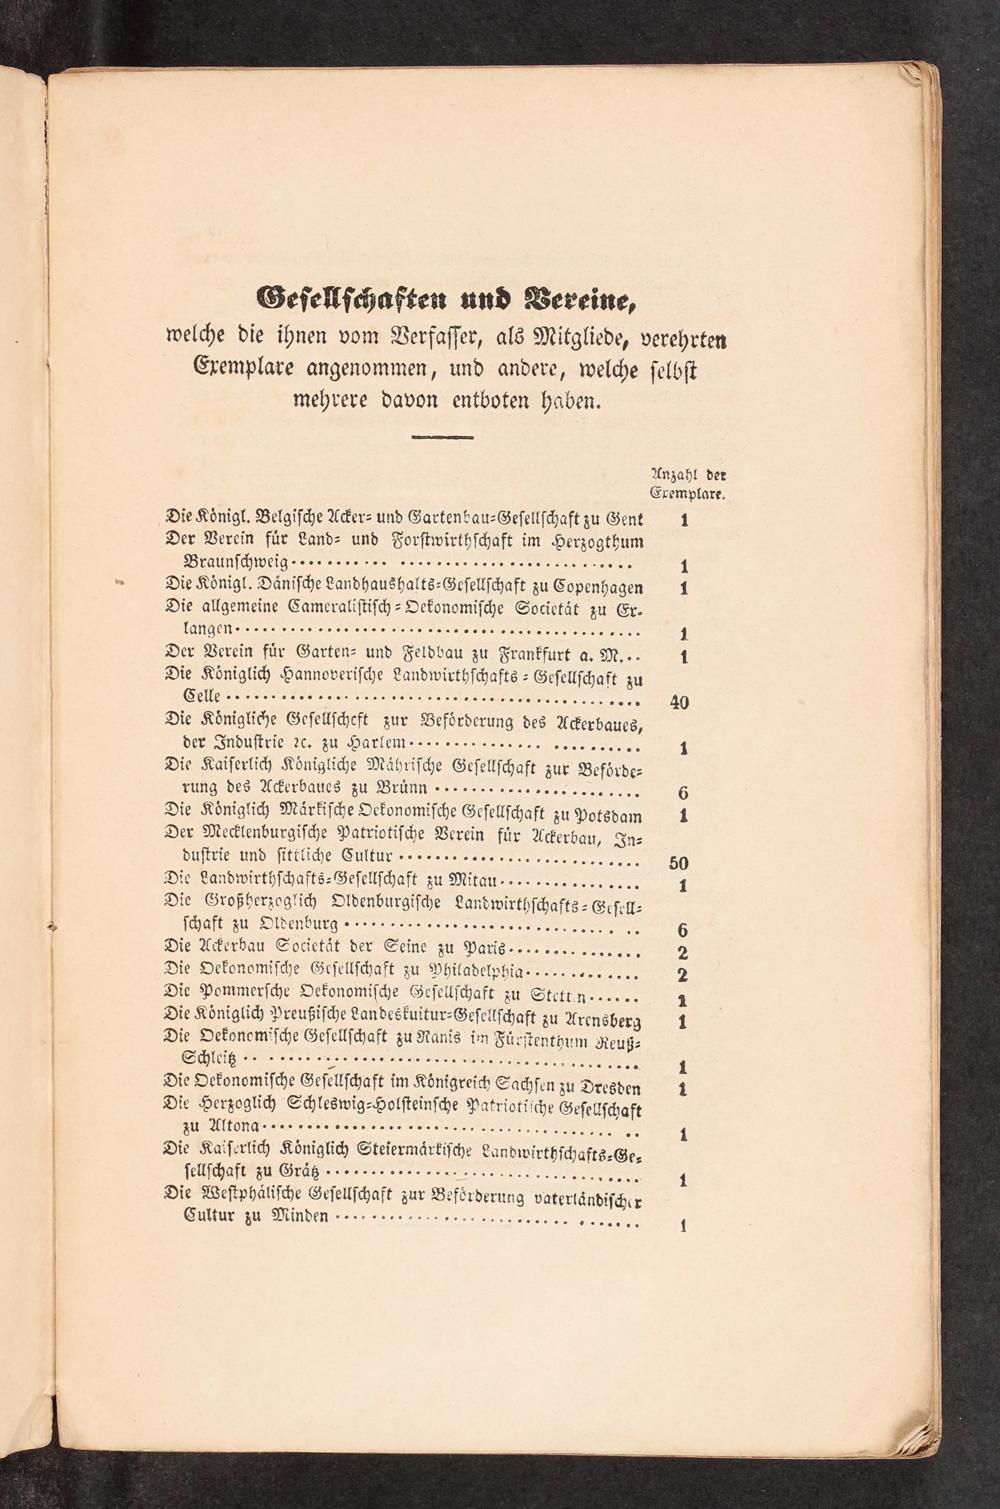 Gesellschaften und Vereine,
welche die ihnen vom Verfasser, als Mitgliede, verehrten
Exemplare angenommen, und andere, welche selbst
mehrere davon entboten haben.
Anzahl der
Exemplare.
Die Königl. Belgische Acker- und Gartenbau-Gesellschaft zu Gent 1
Der Verein für Land- und Forstwirthschaft im Herzogthum
Braunschweig 1
Die Königl. Dänische Landhaushalts-Gesellschaft zu Copenhagen 1
Die allgemeine Cameralistisch-Oekonomische Societät zu Er-
langen 1
Der Verein für Garten- und Feldbau zu Frankfurt a. M. 1
Die Königlich Hannoverische Landwirthschafts-Gesellschaft zu
Celle 40
Die Königliche Gesellscheft zur Beförderung des Ackerbaues,
der Industrie ꝛc. zu Harlem 1
Die Kaiserlich Königliche Mährische Gesellschaft zur Beförde-
rung des Ackerbaues zu Brünn 6
Die Königlich Märkische Oekonomische Gesellschaft zu Potsdam 1
Der Mecklenburgische Patriotische Verein für Ackerbau, In-
dustrie und sittliche Cultur 50
Die Landwirthschafts-Gesellschaft zu Mitau 1
Die Großherzoglich Oldenburgische Landwirthschafts-Gesell-
schaft zu Oldenburg 6
Die Ackerbau Societät der Seine zu Paris 2
Die Oekonomische Gesellschaft zu Philadelphia 2
Die Pommersche Oekonomische Gesellschaft zu Stettin 1
Die Königlich Preußische Landeskultur-Gesellschaft zu Arensberg 1
Die Oekonomische Gesellschaft zu Ranis im Fürstenthum Reuß-
Schleitz 1
Die Oekonomische Gesellschaft im Königreich Sachsen zu Dresden 1
Die Herzoglich Schleswig-Holsteinsche Patriotische Gesellschaft
zu Altona 1
Die Kaiserlich Königlich Steiermärkische Landwirthschafts-Ge-
sellschaft zu Grätz 1
Die Westphälische Gesellschaft zur Beförderung vaterländischer
Cultur zu Minden 1